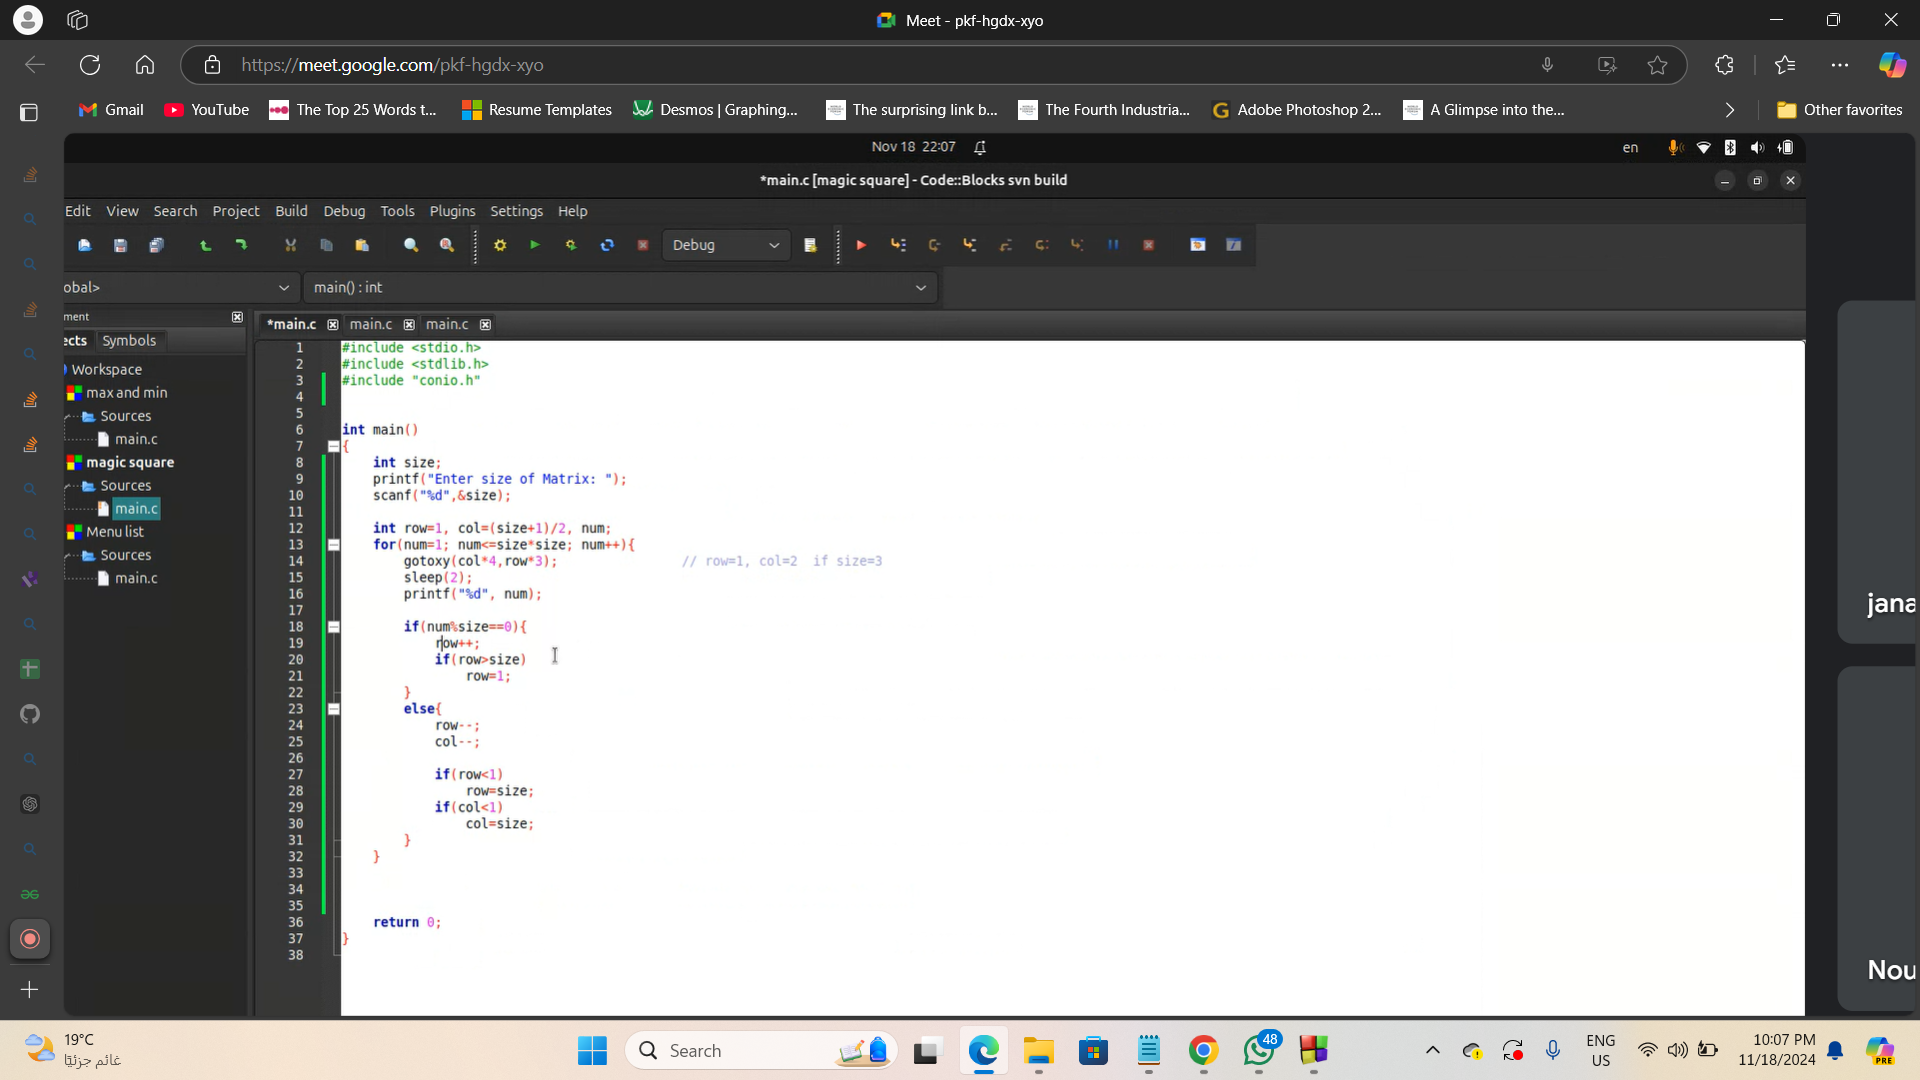 Meet - pkf-hgdx-xyo
https://meet.google.com/pkf-hgdx-xyo
Gmail YouTube The Top 25 Words t... Resume Templates Desmos | Graphing... The surprising link b... The Fourth Industria... Adobe Photoshop 2... A Glimpse into the... Other favorites
Nov 18 22:07 en
*main.c [magic square] - Code::Blocks svn build
Edit View Search Project Build Debug Tools Plugins Settings Help
Debug
obal> main() : int
ment
*main.c main.c main.c
ects Symbols
Workspace
max and min
Sources
main.c
magic square
Sources
main.c
Menu list
Sources
main.c
1 #include <stdio.h>
2 #include <stdlib.h>
3 #include "conio.h"
4
5
6 int main()
7 {
8 int size;
9 printf("Enter size of Matrix: ");
10 scanf("%d",&size);
11
12 int row=1, col=(size+1)/2, num;
13 for(num=1; num<=size*size; num++){
14 gotoxy(col*4,row*3); // row=1, col=2 if size=3
15 sleep(2);
16 printf("%d", num);
17
18 if(num%size==0){
19 row++;
20 if(row>size)
21 row=1;
22 }
23 else{
24 row--;
25 col--;
26
27 if(row<1)
28 row=size;
29 if(col<1)
30 col=size;
31 }
32 }
33
34
35
36 return 0;
37 }
38
jana
Nou
19°C
غائم جزئيًا
Search
48
ENG
US
10:07 PM
11/18/2024
PRE